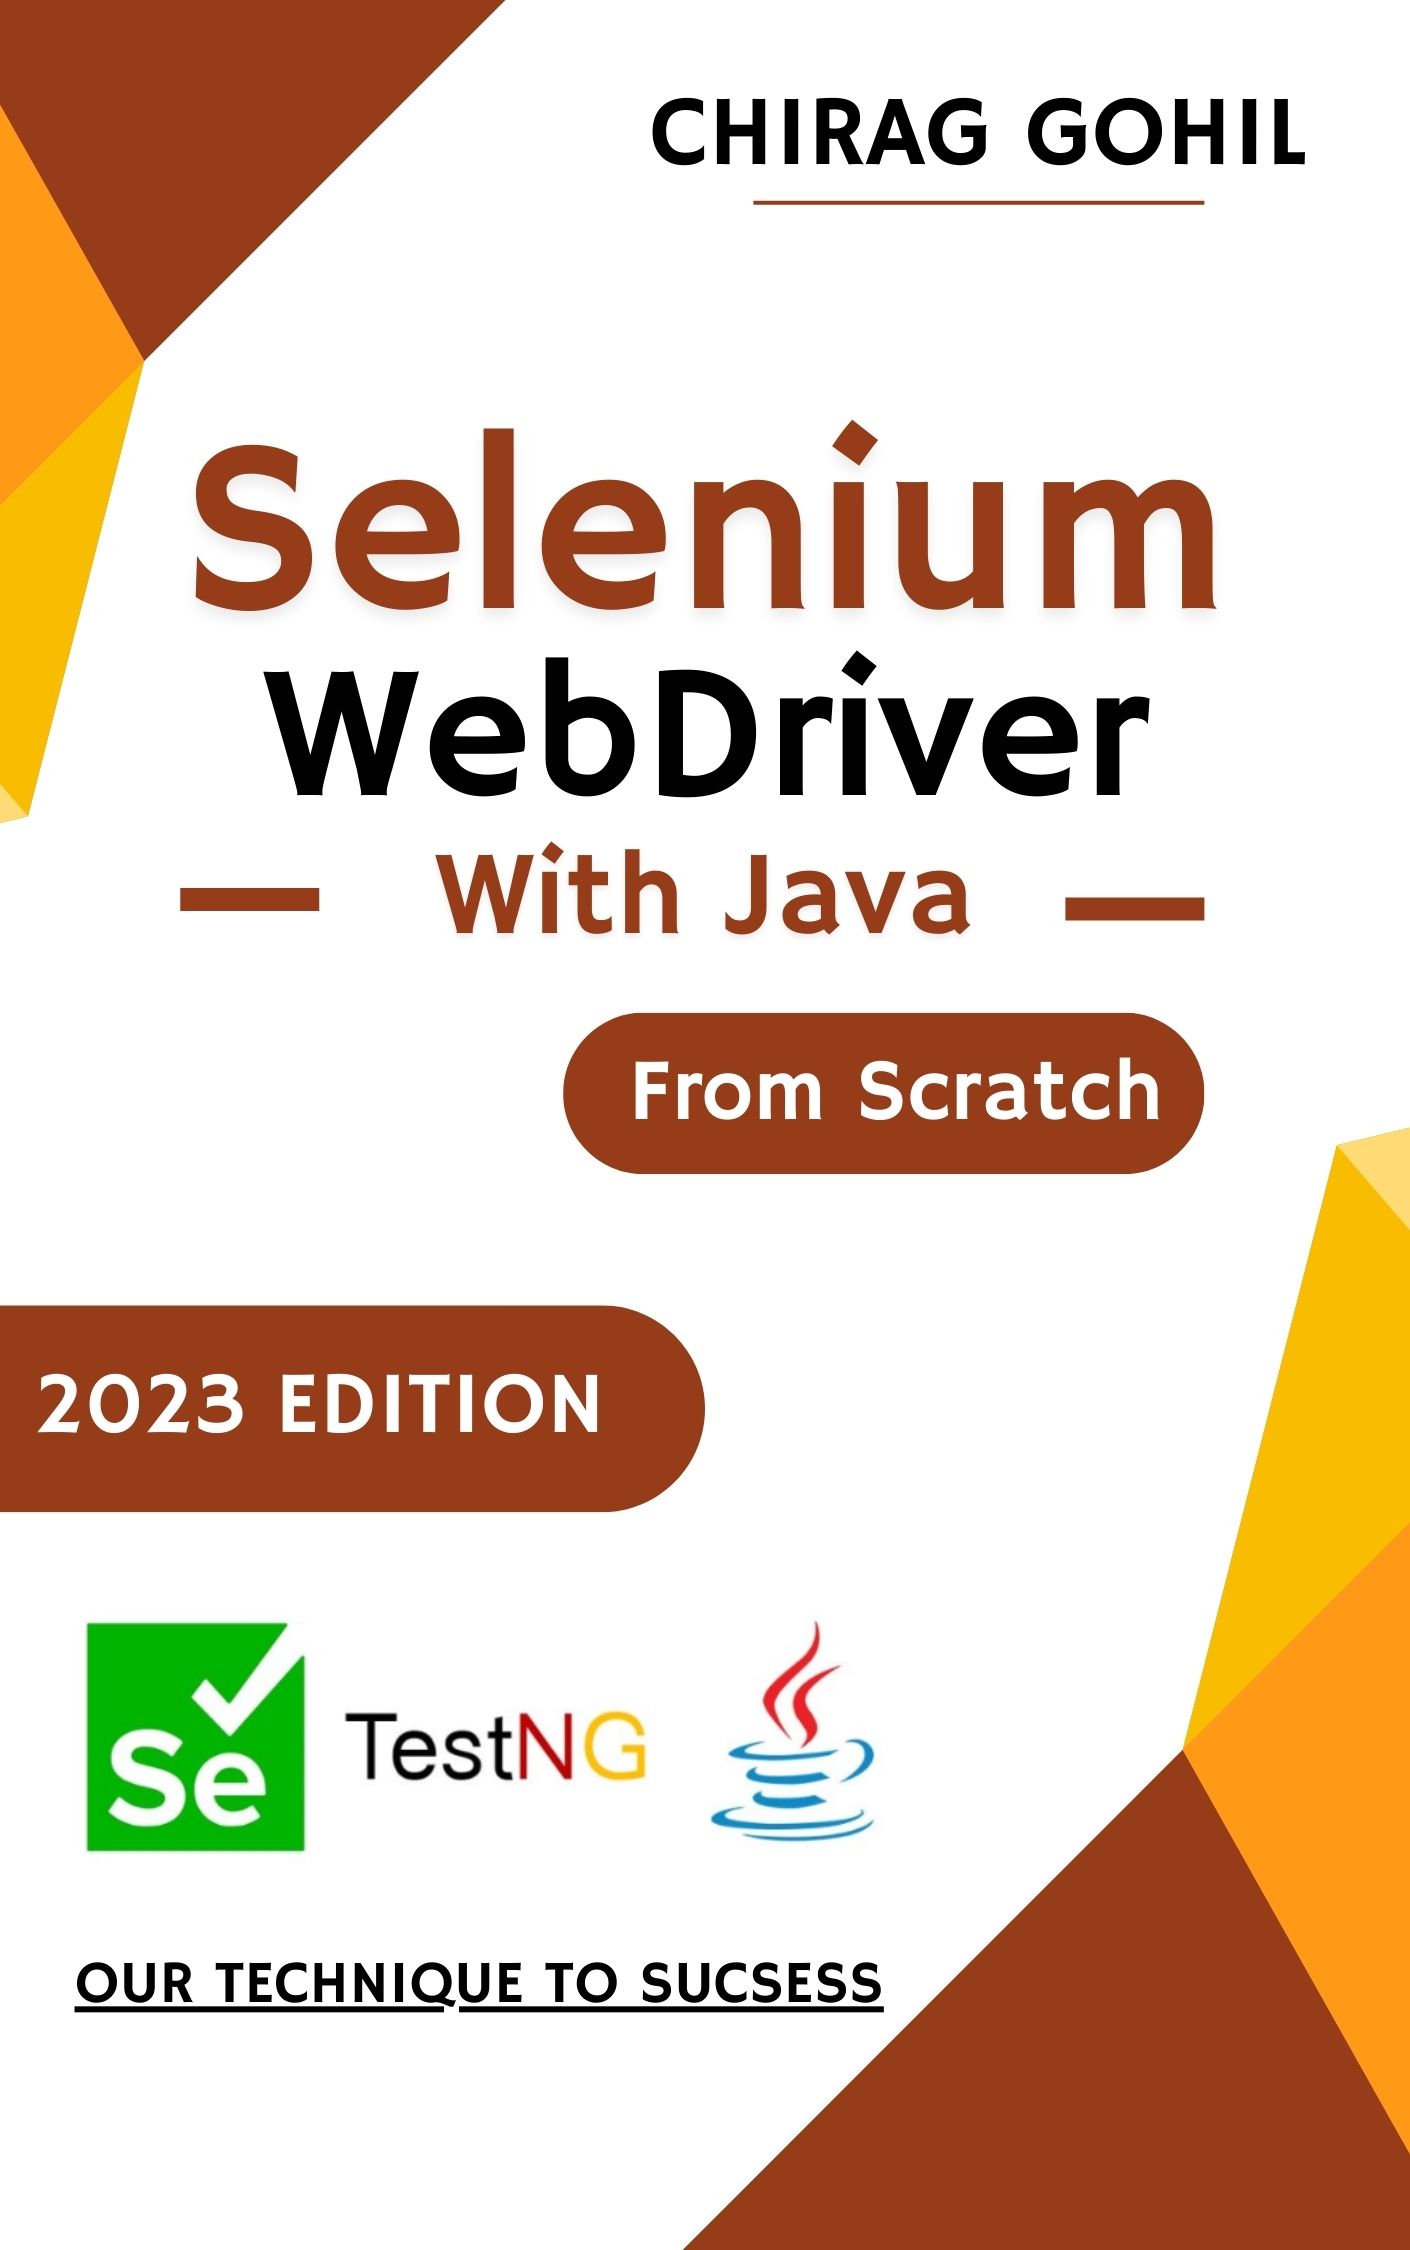 CHIRAG GOHIL
Selenium
WebDriver
With Java
From Scratch
2023 EDITION
Se
TestNG
OUR TECHNIQUE TO SUCSESS